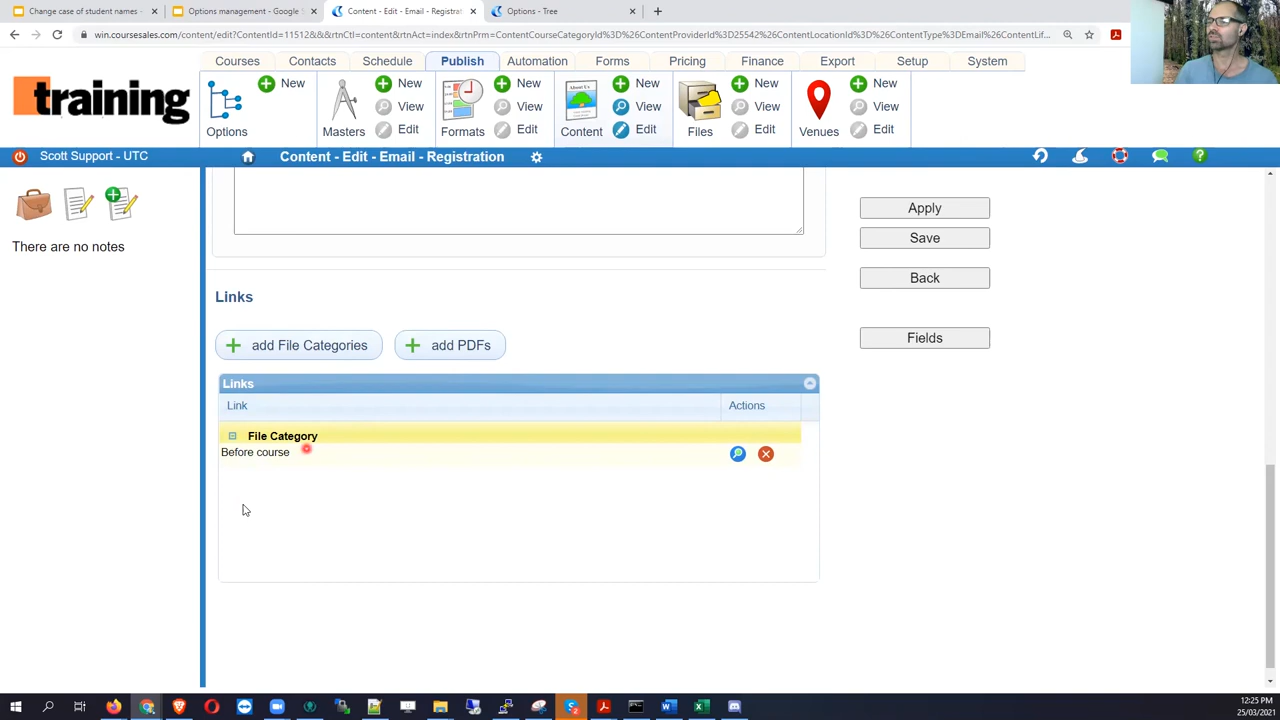 Change case of student names -
Options management - Google S
Content - Edit - Email - Registrat
Options - Tree
win.coursesales.com/content/edit?ContentId=11512&&&rtnCtl=content&rtnAct=index&rtnPrm=ContentCourseCategoryId%3D%26ContentProviderId%3D25542%26ContentLocationId%3D%26ContentType%3DEmail%26ContentLif...
Courses Contacts Schedule Publish Automation Forms Pricing Finance Export Setup System
training
New New New New New New
View View View View View
Options Masters Edit Formats Edit Content Edit Files Edit Venues Edit
Scott Support - UTC
Content - Edit - Email - Registration
There are no notes
Apply
Save
Back
Fields
Links
add File Categories add PDFs
Links
Link Actions
File Category
Before course
12:25 PM
25/03/2021